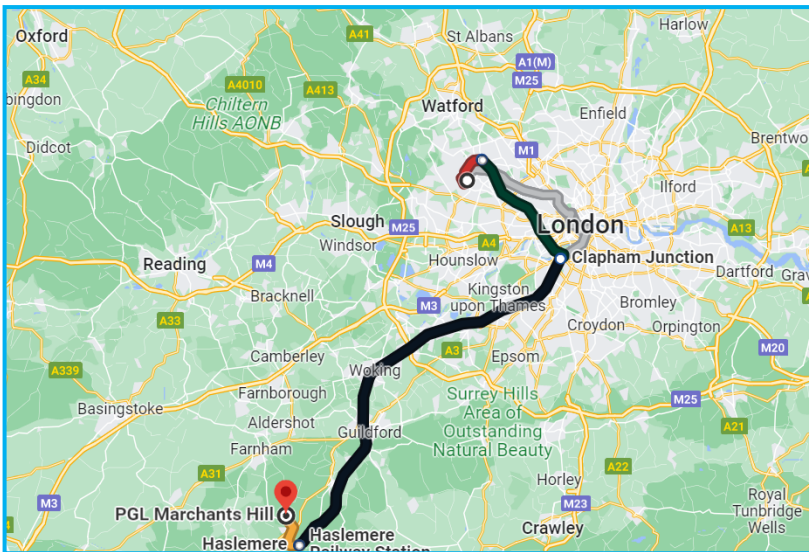 Harlow
Oxford
A41
St Albans
A1(M)
M25
A34
A4010
A413
Watford
bingdon
Chiltern
Hills AONB
Enfield
Didcot
M1
Brentwo
Ilford
Slough
M25
London
A13
Windsor
A4
Reading
M4
Hounslow
Clapham Junction
Dartford
Grav
Bracknell
Kingston
upon Thames
M3
Bromley
A33
Croydon
Orpington
Camberley
A3
Epsom
M20
A339
Woking
Farnborough
Surrey Hills
Area of
Outstanding
Natural Beauty
M25
Basingstoke
Aldershot
Guildford
A21
Farnham
A31
A22
Horley
M3
PGL Marchants Hill
M23
Royal
Tunbridge
Wells
Haslemere
Haslemere
Railway Station
Crawley